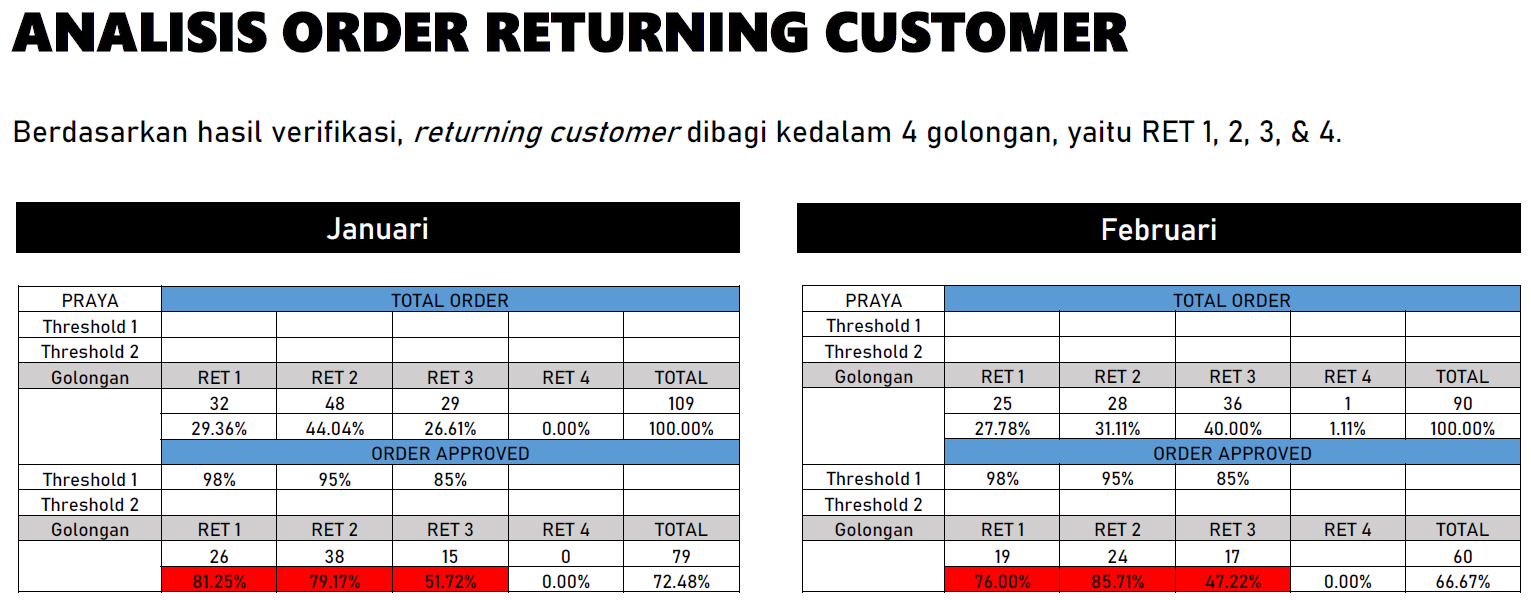 ANALISIS ORDER RETURNING CUSTOMER
Berdasarkan hasil verifikasi, returning customer dibagi kedalam 4 golongan, yaitu RET 1, 2, 3, & 4.
Januari
PRAYA TOTAL ORDER
Threshold 1
Threshold 2
Golongan RET 1 RET 2 RET 3 RET 4 TOTAL
32 48 29 109
29.36% 44.04% 26.61% 0.00% 100.00%
ORDER APPROVED
Threshold 1 98% 95% 85%
Threshold 2
Golongan RET 1 RET 2 RET 3 RET 4 TOTAL
26 38 15 0 79
81.25% 79.17% 51.72% 0.00% 72.48%
Februari
PRAYA TOTAL ORDER
Threshold 1
Threshold 2
Golongan RET 1 RET 2 RET 3 RET 4 TOTAL
25 28 36 1 90
27.78% 31.11% 40.00% 1.11% 100.00%
ORDER APPROVED
Threshold 1 98% 95% 85%
Threshold 2
Golongan RET 1 RET 2 RET 3 RET 4 TOTAL
19 24 17 60
76.00% 85.71% 47.22% 0.00% 66.67%